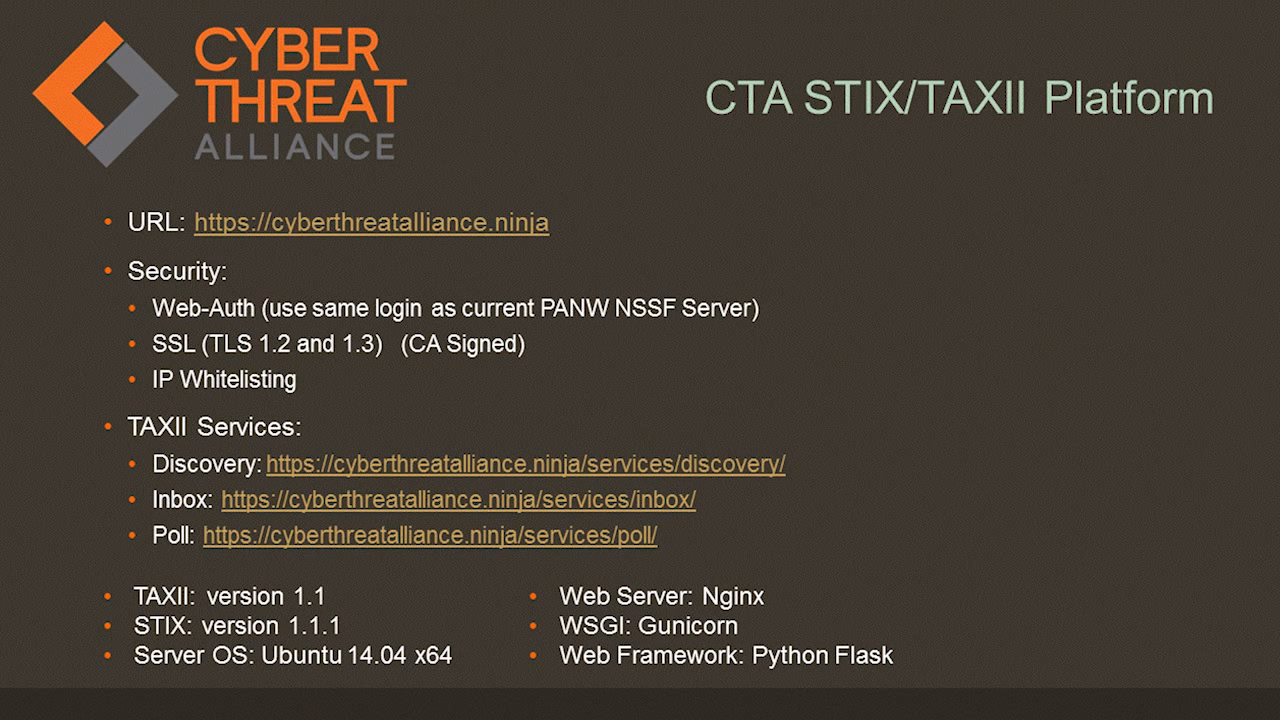 CYBER
THREAT
ALLIANCE
CTA STIX/TAXII Platform
• URL: https://cyberthreatalliance.ninja
• Security:
• Web-Auth (use same login as current PANW NSSF Server)
• SSL (TLS 1.2 and 1.3) (CA Signed)
• IP Whitelisting
• TAXII Services:
• Discovery: https://cyberthreatalliance.ninja/services/discovery/
• Inbox: https://cyberthreatalliance.ninja/services/inbox/
• Poll: https://cyberthreatalliance.ninja/services/poll/
• TAXII: version 1.1
• STIX: version 1.1.1
• Server OS: Ubuntu 14.04 x64
• Web Server: Nginx
• WSGI: Gunicorn
• Web Framework: Python Flask